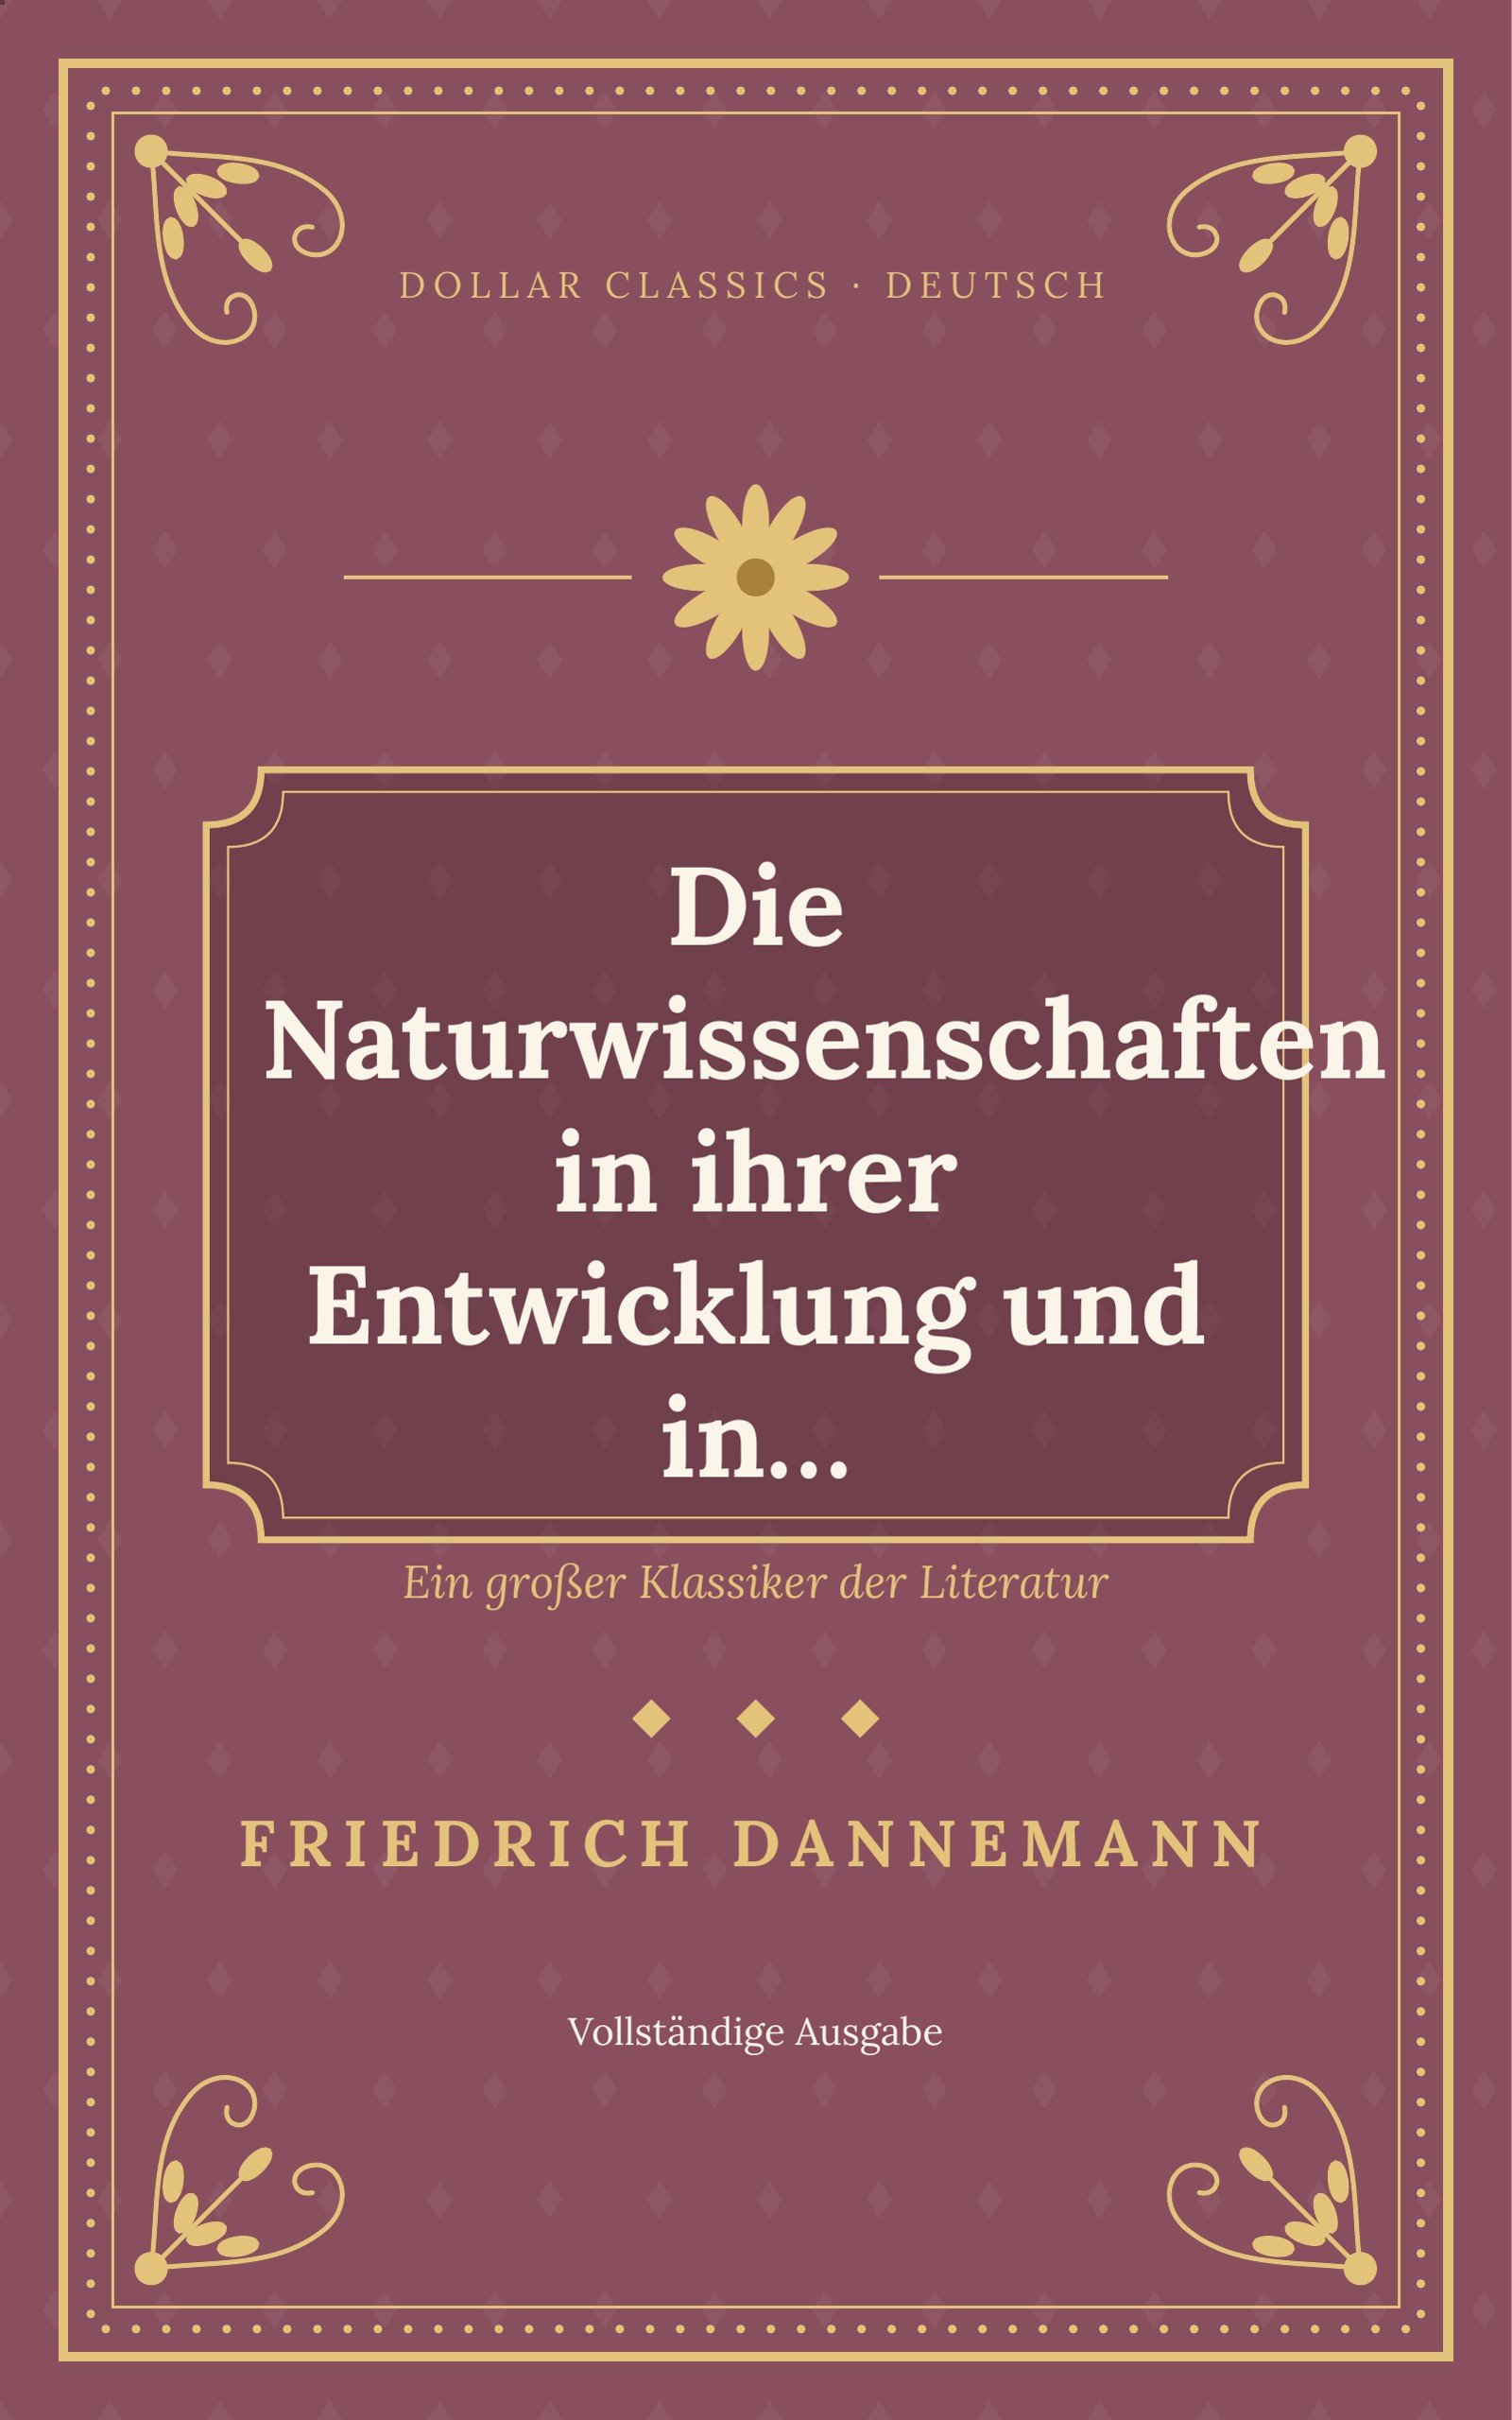 DOLLAR CLASSICS · DEUTSCH
Die
Naturwissenschaften
in ihrer
Entwicklung und
in...
Ein großer Klassiker der Literatur
FRIEDRICH DANNEMANN
Vollständige Ausgabe